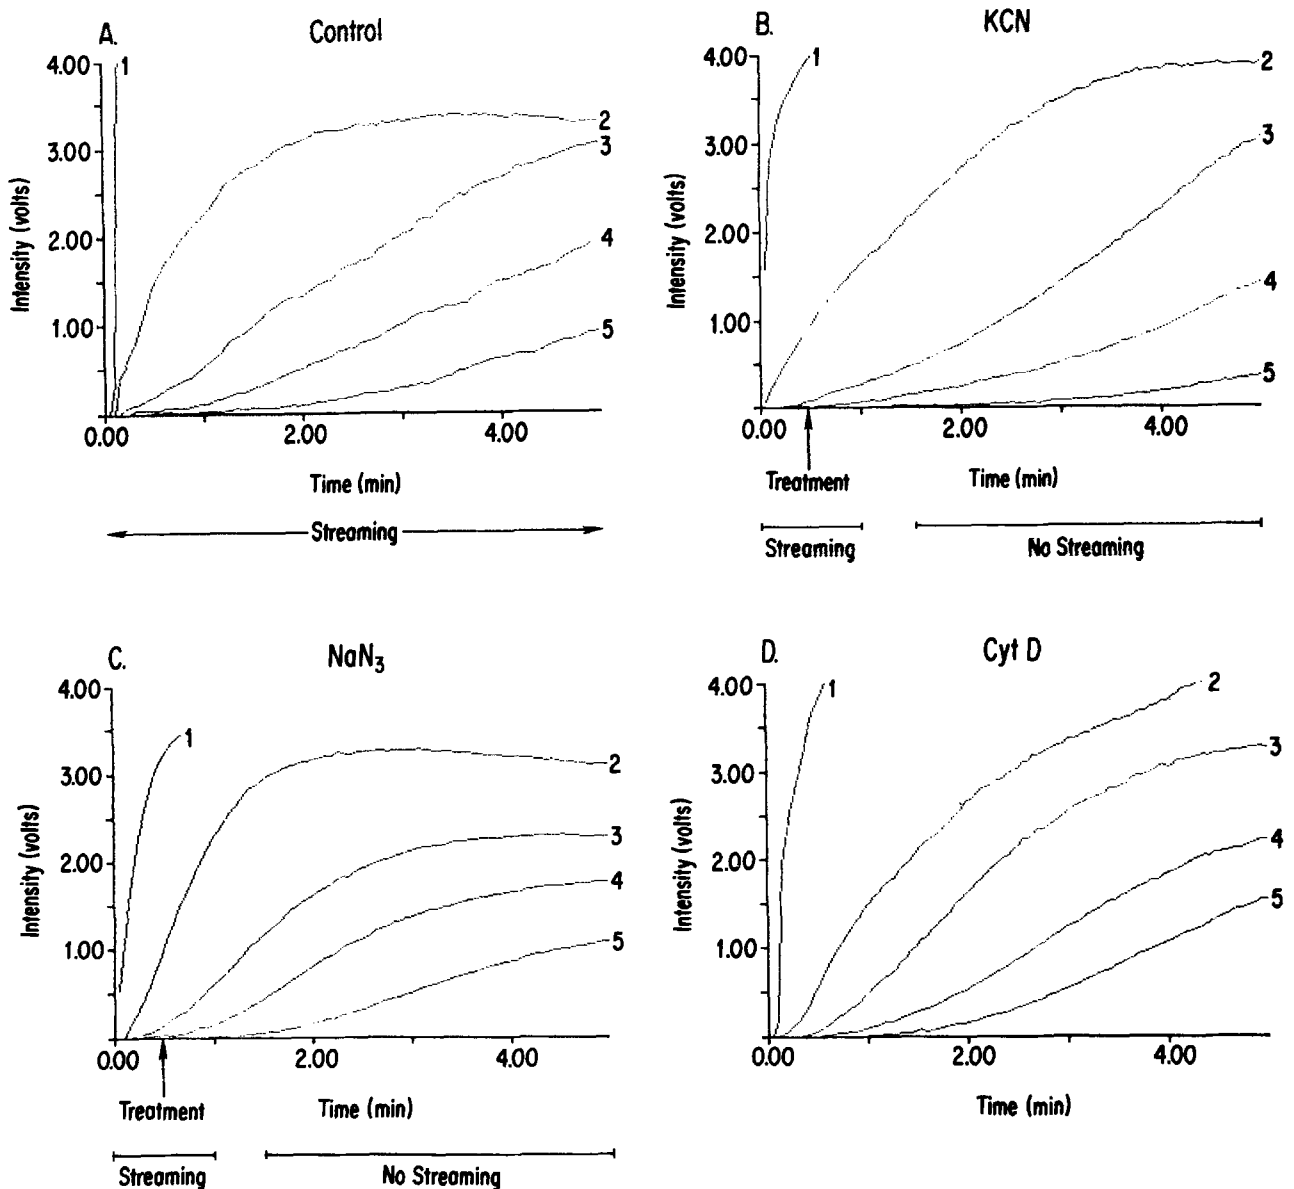 A. Control
4.00
3.00
2.00
1.00
0.00 2.00 4.00
Intensity (volts)
1
2
3
4
5
Time (min)
Streaming
B. KCN
4.00
3.00
2.00
1.00
0.00 2.00 4.00
Intensity (volts)
1
2
3
4
5
Treatment Time (min)
Streaming No Streaming
C. NaN3
4.00
3.00
2.00
1.00
0.00 2.00 4.00
Intensity (volts)
1
2
3
4
5
Treatment Time (min)
Streaming No Streaming
D. Cyt D
4.00
3.00
2.00
1.00
0.00 2.00 4.00
Intensity (volts)
1
2
3
4
5
Time (min)